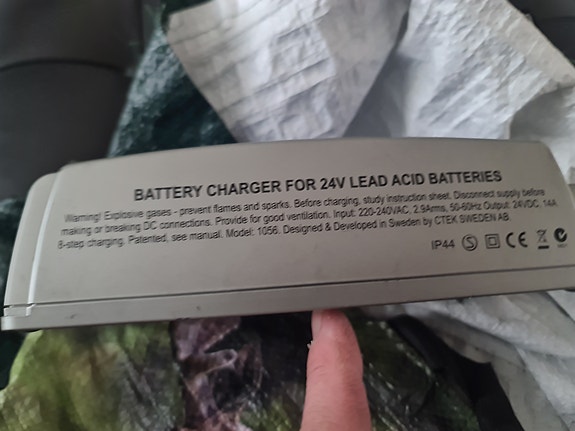 BATTERY CHARGER FOR 24V LEAD ACID BATTERIES
Warning! Explosive gases - prevent flames and sparks. Before charging, study instruction sheet. Disconnect supply before
making or breaking DC connections. Provide for good ventilation. Input: 220-240VAC, 2.9Arms, 50-60Hz Output: 24VDC, 14A
8-step charging. Patented, see manual. Model: 1056. Designed & Developed in Sweden by CTEK SWEDEN AB.
IP44 S CE